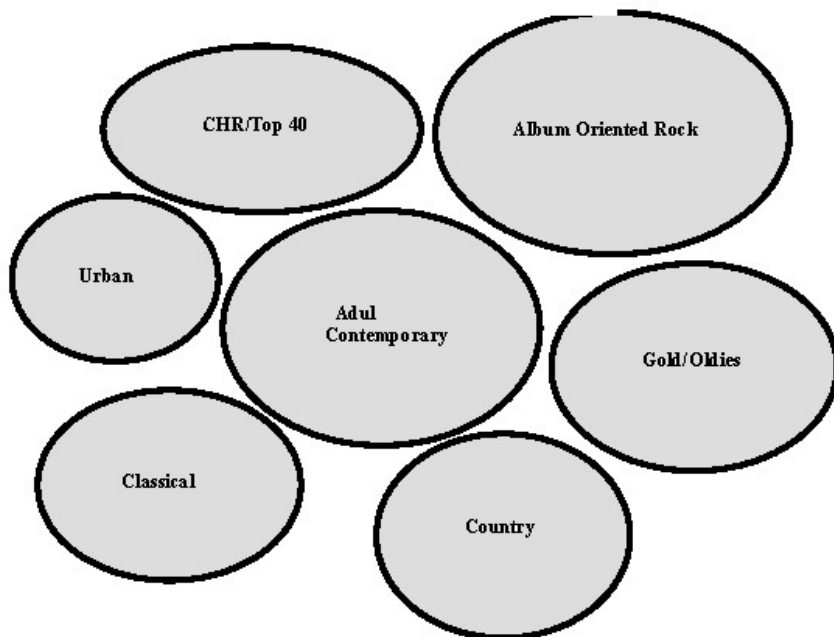 CHR/Top 40
Album Oriented Rock
Urban
Adul
Contemporary
Gold/Oldies
Classical
Country